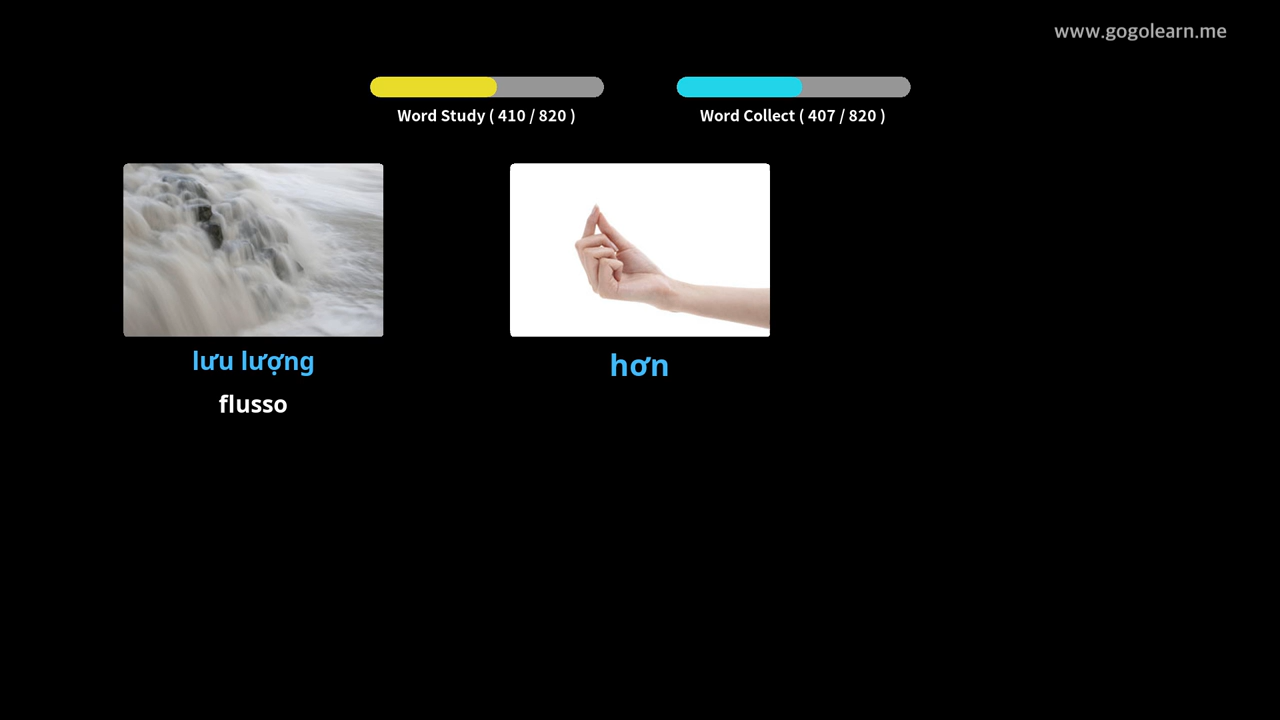 www.gogolearn.me
Word Study ( 410 / 820 )
Word Collect ( 407 / 820 )
lưu lượng
hơn
flusso